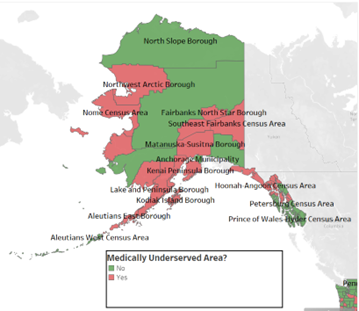 North Slope Borough
Northwest Arctic Borough
Nome Census Area
Fairbanks North Star Borough
Southeast Fairbanks Census Area
Matanuska-Susitna Borough
Anchorage Municipality
Kenai Peninsula Borough
Hoonah-Angoon Census Area
Lake and Peninsula Borough
Kodiak Island Borough
Petersburg Census Area
Aleutians East Borough
Prince of Wales-Hyder Census Area
Aleutians West Census Area
Medically Underserved Area?
No
Yes